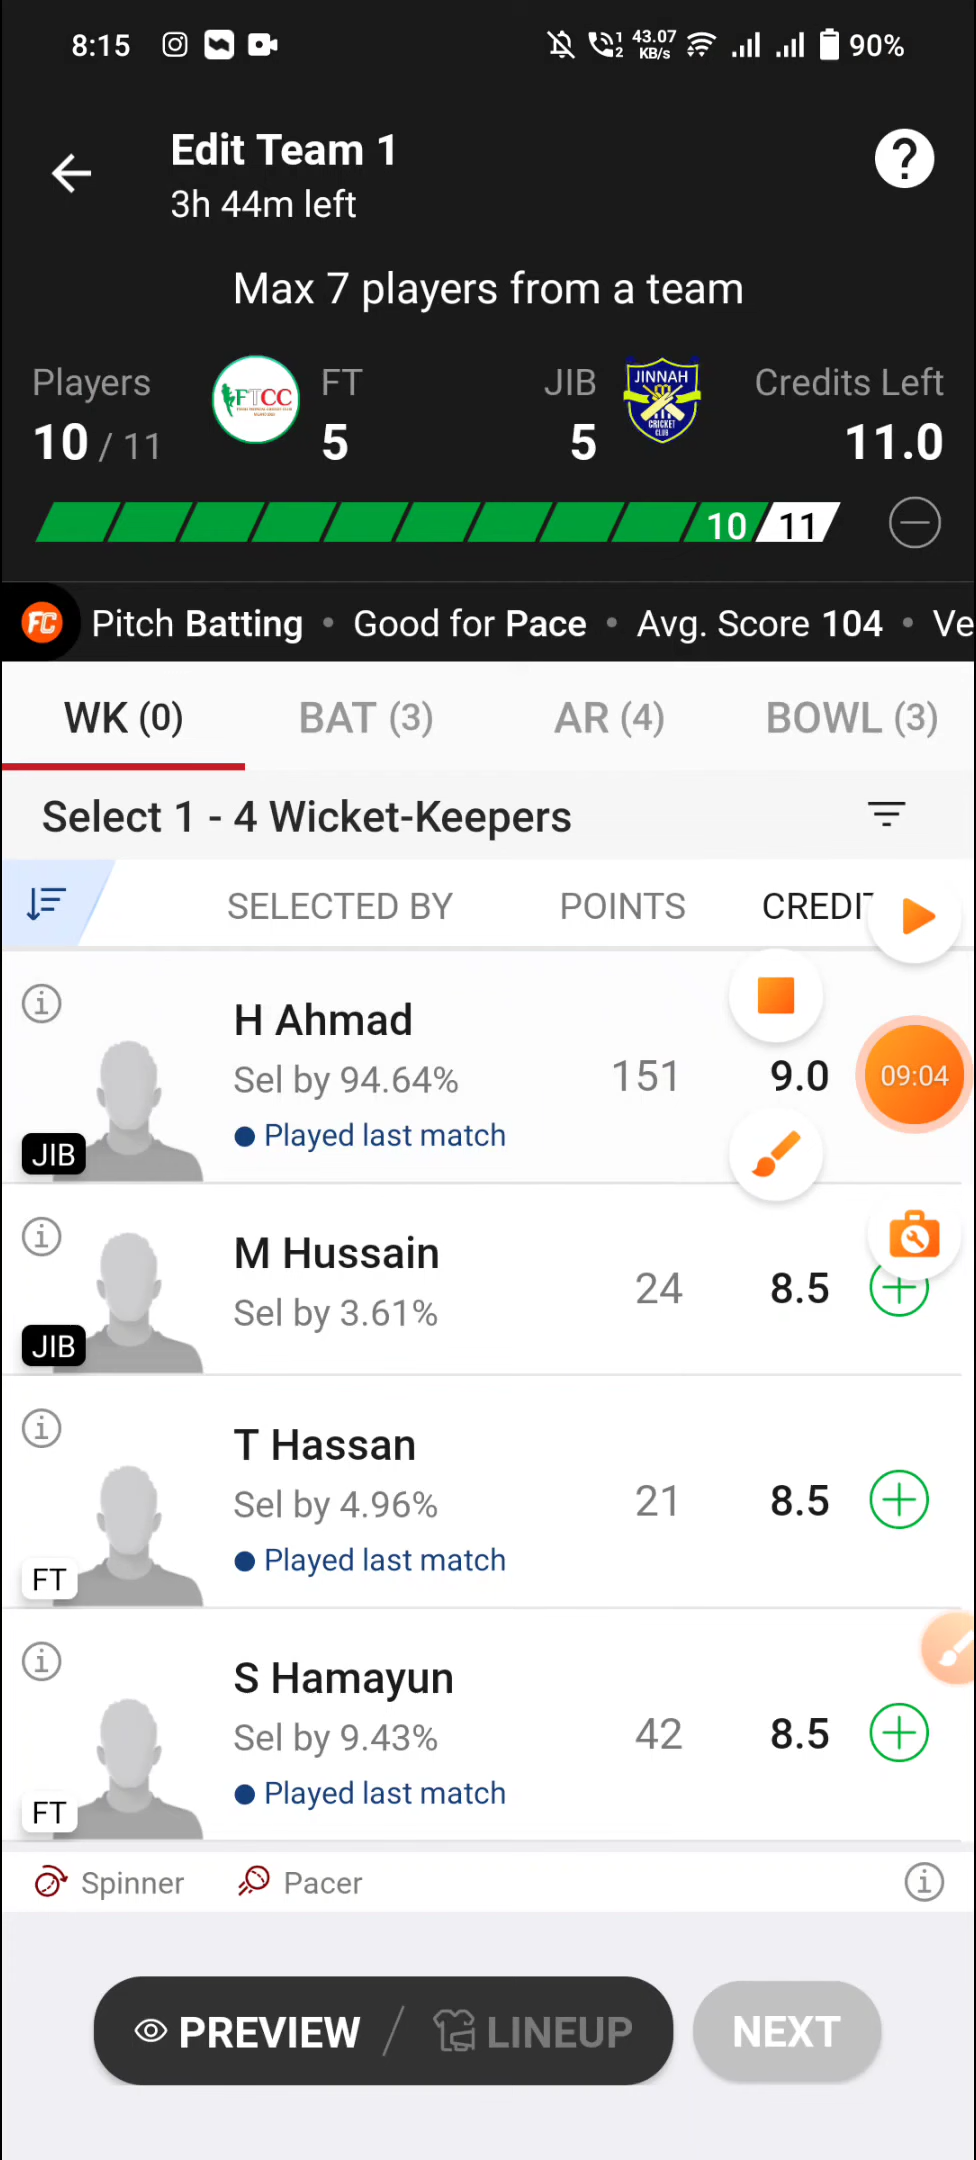 8:15
43.07 KB/s
90%
Edit Team 1
3h 44m left
Max 7 players from a team
Players
FT
JIB
Credits Left
10 / 11
5
5
11.0
FTCC
JINNAH
CRICKET
CLUB
10
11
FC Pitch Batting • Good for Pace • Avg. Score 104 • Ve
WK (0)
BAT (3)
AR (4)
BOWL (3)
Select 1 - 4 Wicket-Keepers
SELECTED BY
POINTS
CREDIT
H Ahmad
Sel by 94.64%
151
9.0
09:04
Played last match
JIB
M Hussain
Sel by 3.61%
24
8.5
JIB
T Hassan
Sel by 4.96%
21
8.5
Played last match
FT
S Hamayun
Sel by 9.43%
42
8.5
Played last match
FT
Spinner
Pacer
PREVIEW / LINEUP
NEXT